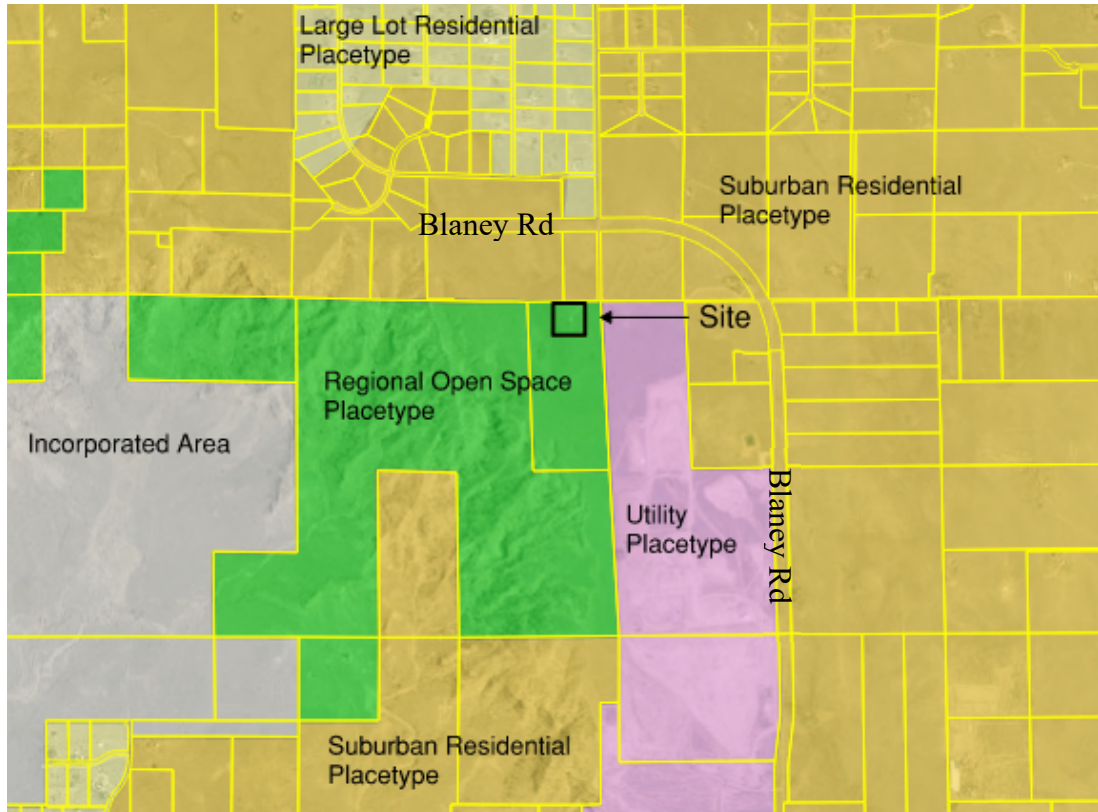 Large Lot Residential
Placetype
Suburban Residential
Placetype
Blaney Rd
Site
Regional Open Space
Placetype
Incorporated Area
Blaney Rd
Utility
Placetype
Suburban Residential
Placetype